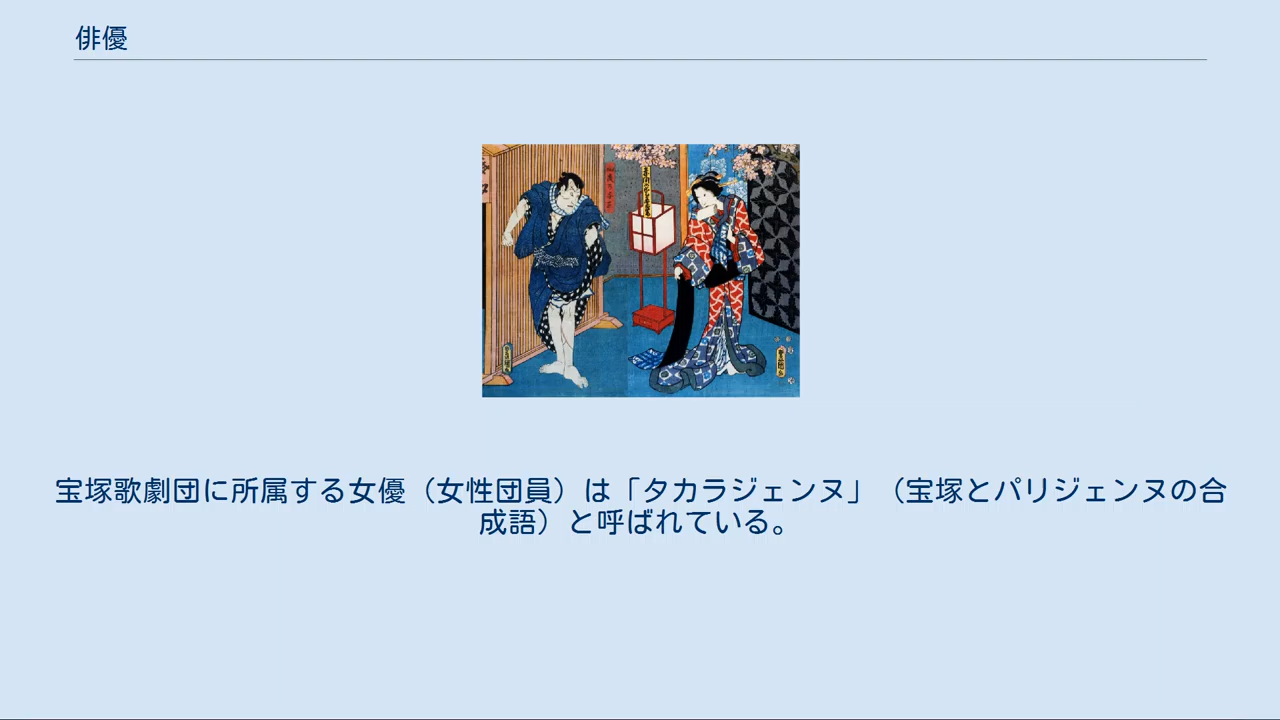 俳優
宝塚歌劇団に所属する女優（女性団員）は「タカラジェンヌ」（宝塚とパリジェンヌの合
成語）と呼ばれている。